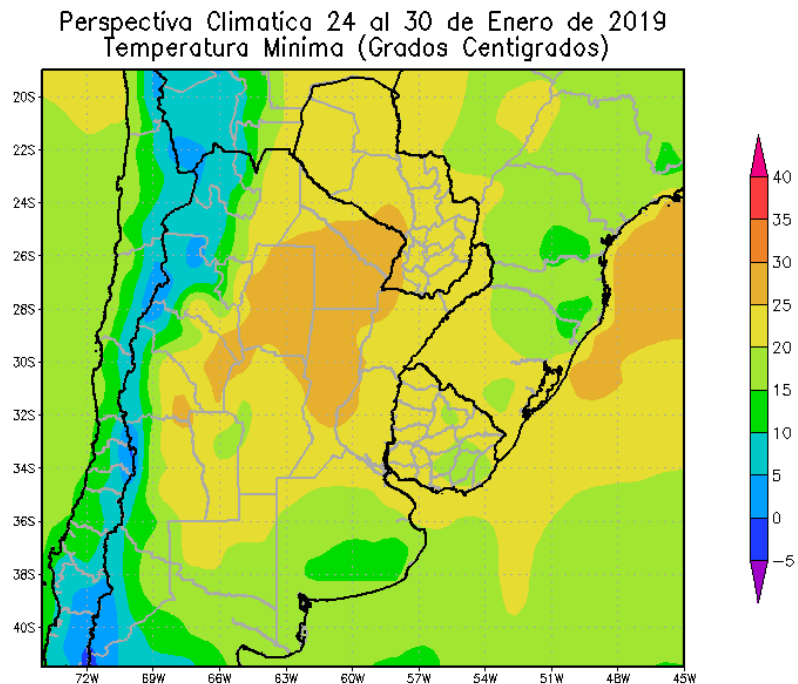 Perspectiva Climatica 24 al 30 de Enero de 2019
Temperatura Minima (Grados Centigrados)
20S
22S
24S
26S
28S
30S
32S
34S
36S
38S
40S
72W
69W
66W
63W
60W
57W
54W
51W
48W
45W
40
35
30
25
20
15
10
5
0
-5